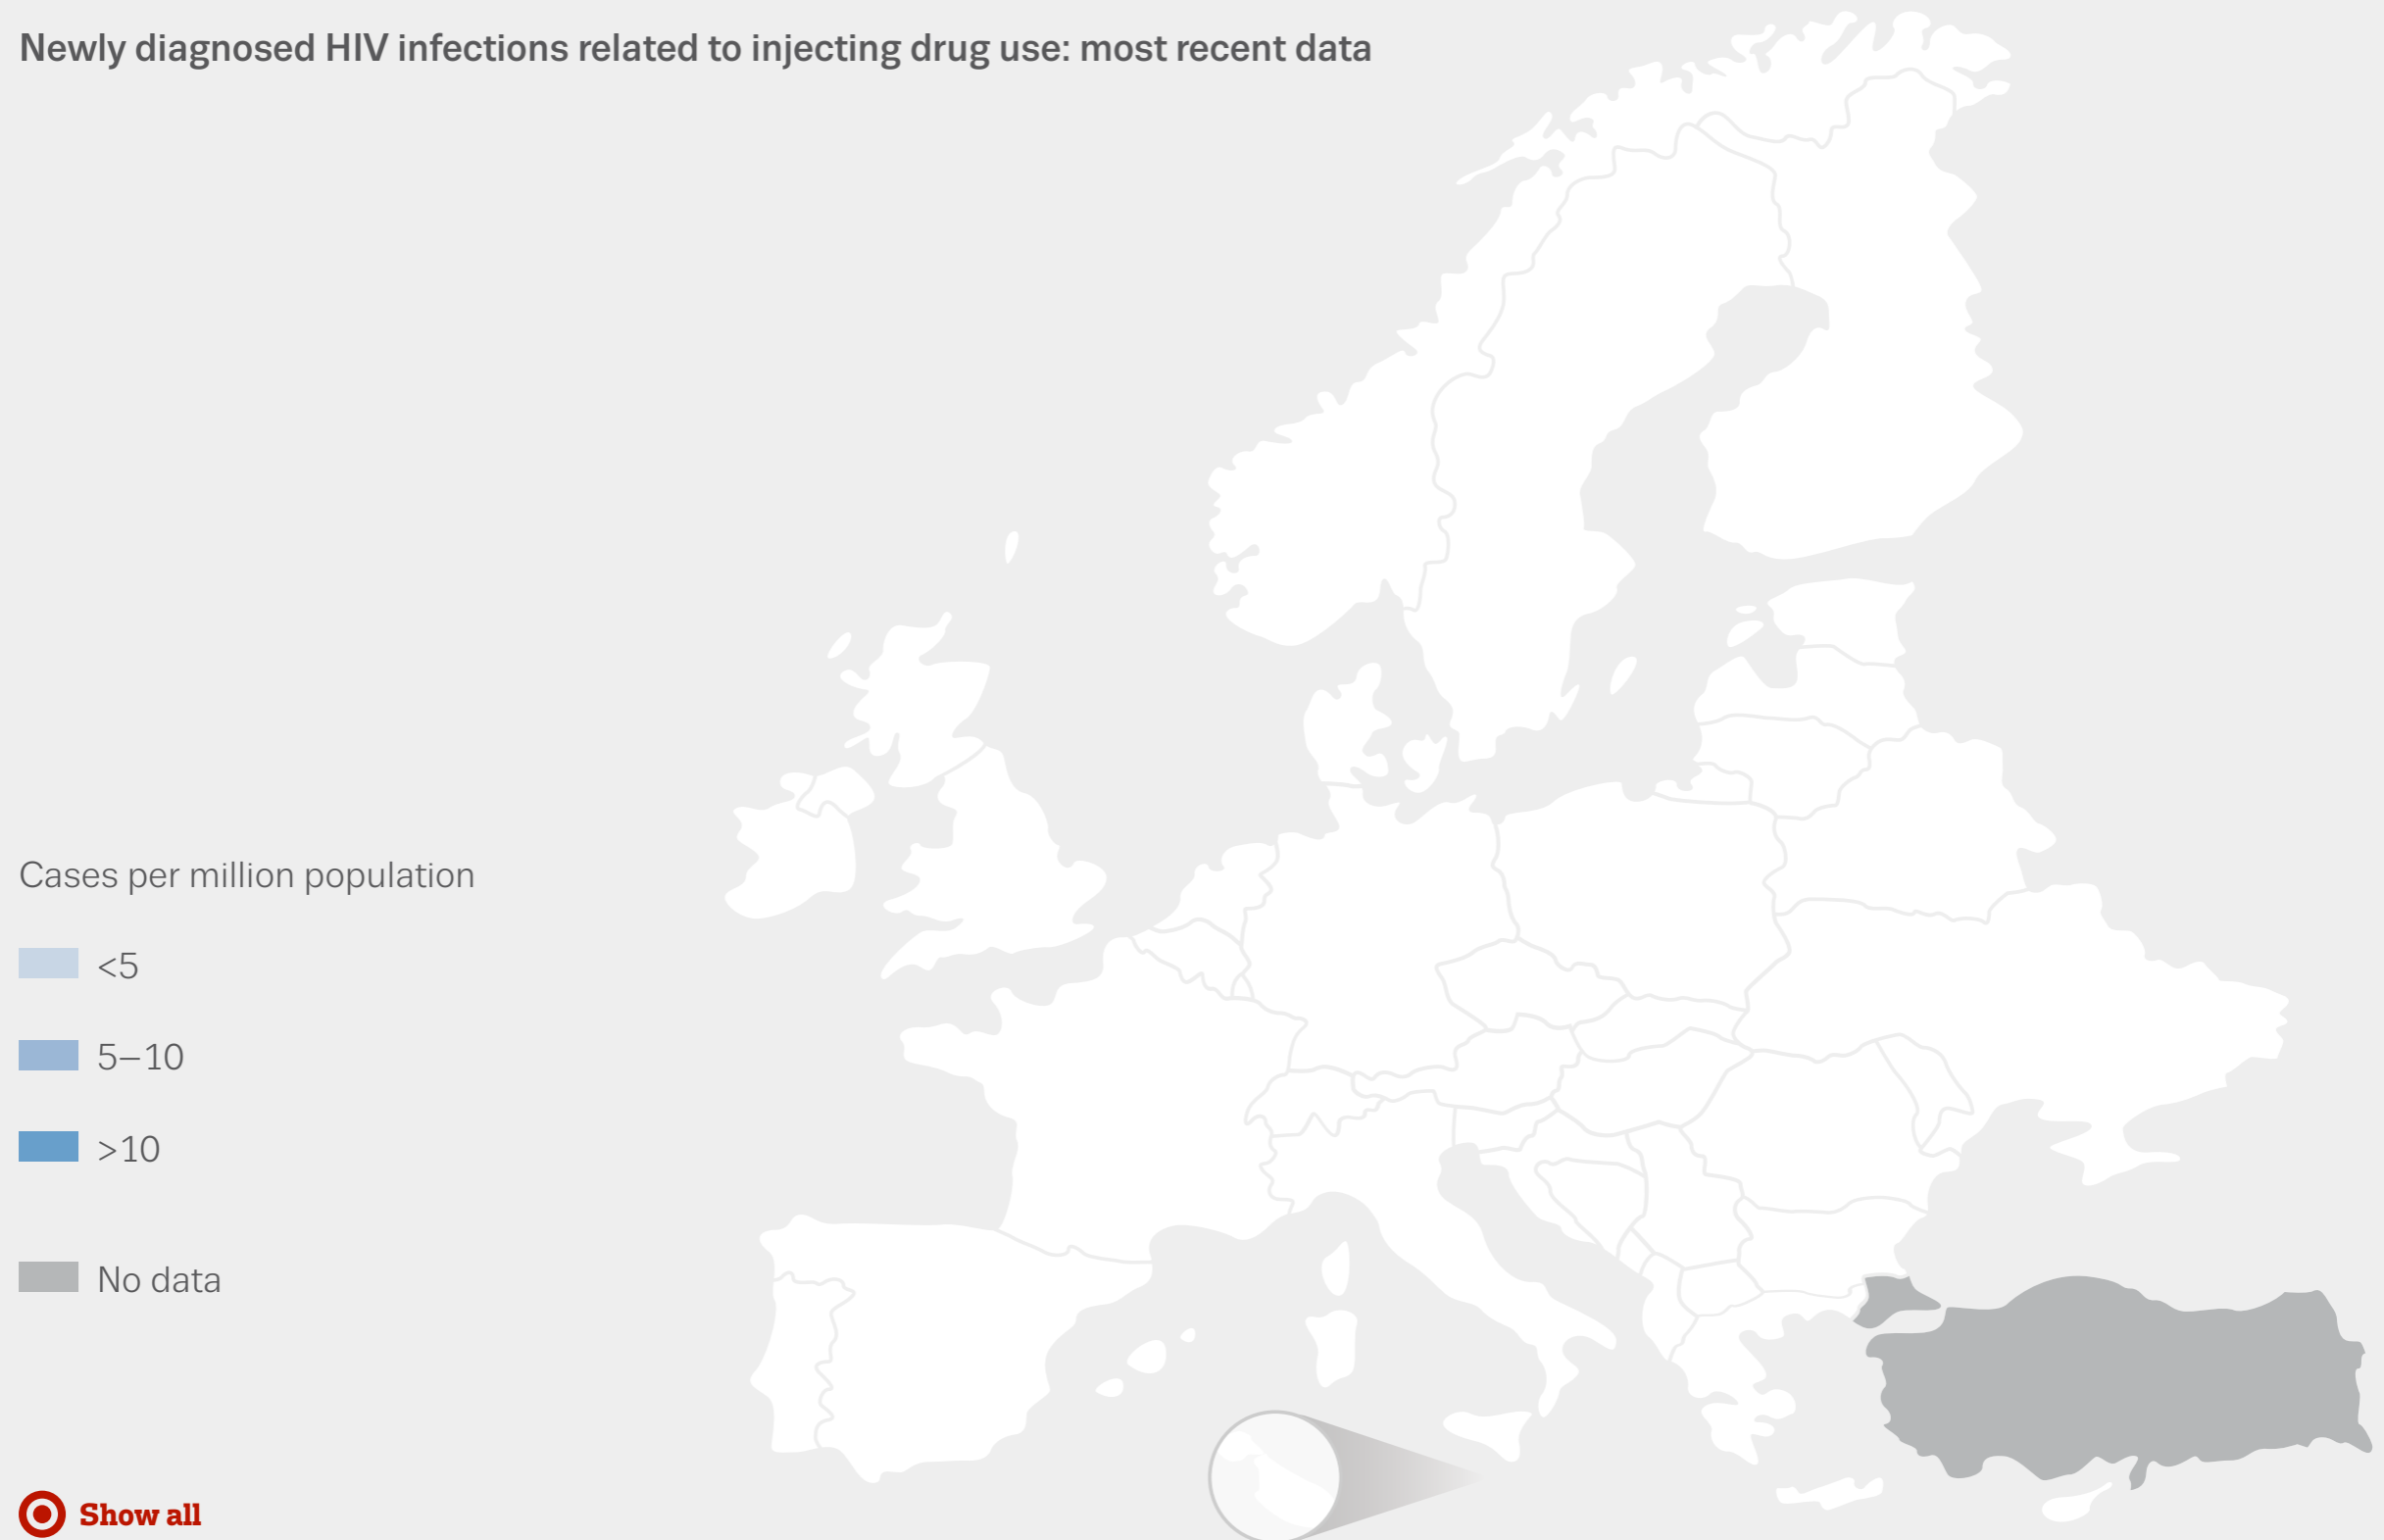 Newly diagnosed HIV infections related to injecting drug use: most recent data
Cases per million population
<5
5–10
>10
No data
Show all